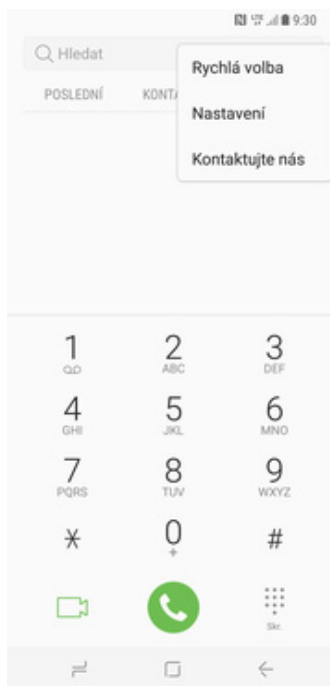 9:30
Hledat
Rychlá volba
POSLEDNÍ
Nastavení
Kontaktujte nás
1
2 ABC
3 DEF
4 GHI
5 JKL
6 MNO
7 PQRS
8 TUV
9 WXYZ
*
0 +
#
Skr.